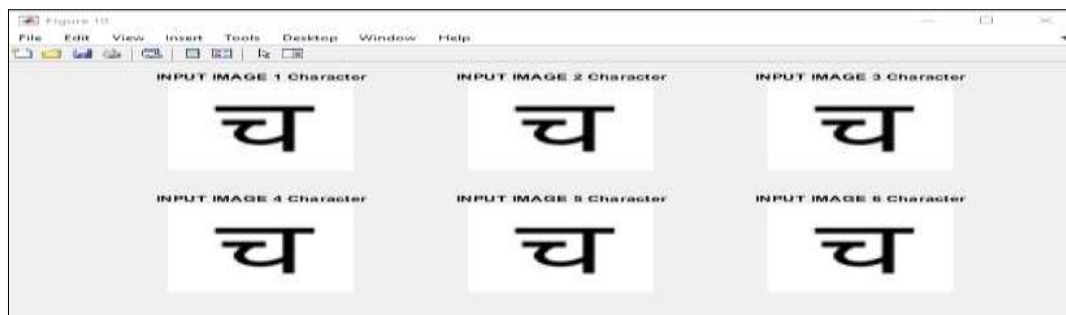 Figure 10
File Edit View Insert Tools Desktop Window Help
INPUT IMAGE 1 Character INPUT IMAGE 2 Character INPUT IMAGE 3 Character
च च च
INPUT IMAGE 4 Character INPUT IMAGE 5 Character INPUT IMAGE 6 Character
च च च